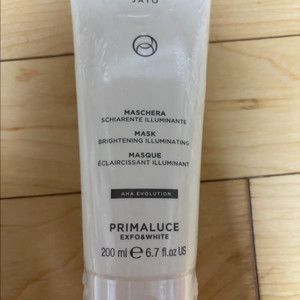 MASCHERA
SCHIARENTE ILLUMINANTE
MASK
BRIGHTENING ILLUMINATING
MASQUE
ÉCLAIRCISSANT ILLUMINANT
AHA EVOLUTION
PRIMALUCE
EXFO&WHITE
200 ml ℮ 6.7 fl.oz US